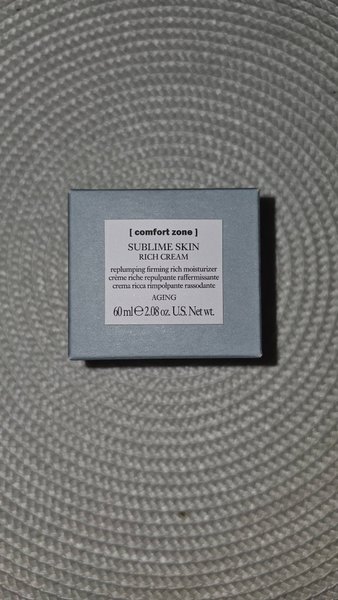 [ comfort zone ]
SUBLIME SKIN
RICH CREAM
replumping firming rich moisturizer
crème riche repulpante raffermissante
crema ricca rimpolpante rassodante
AGING
60 ml ℮ 2.08 oz. U.S. Net wt.